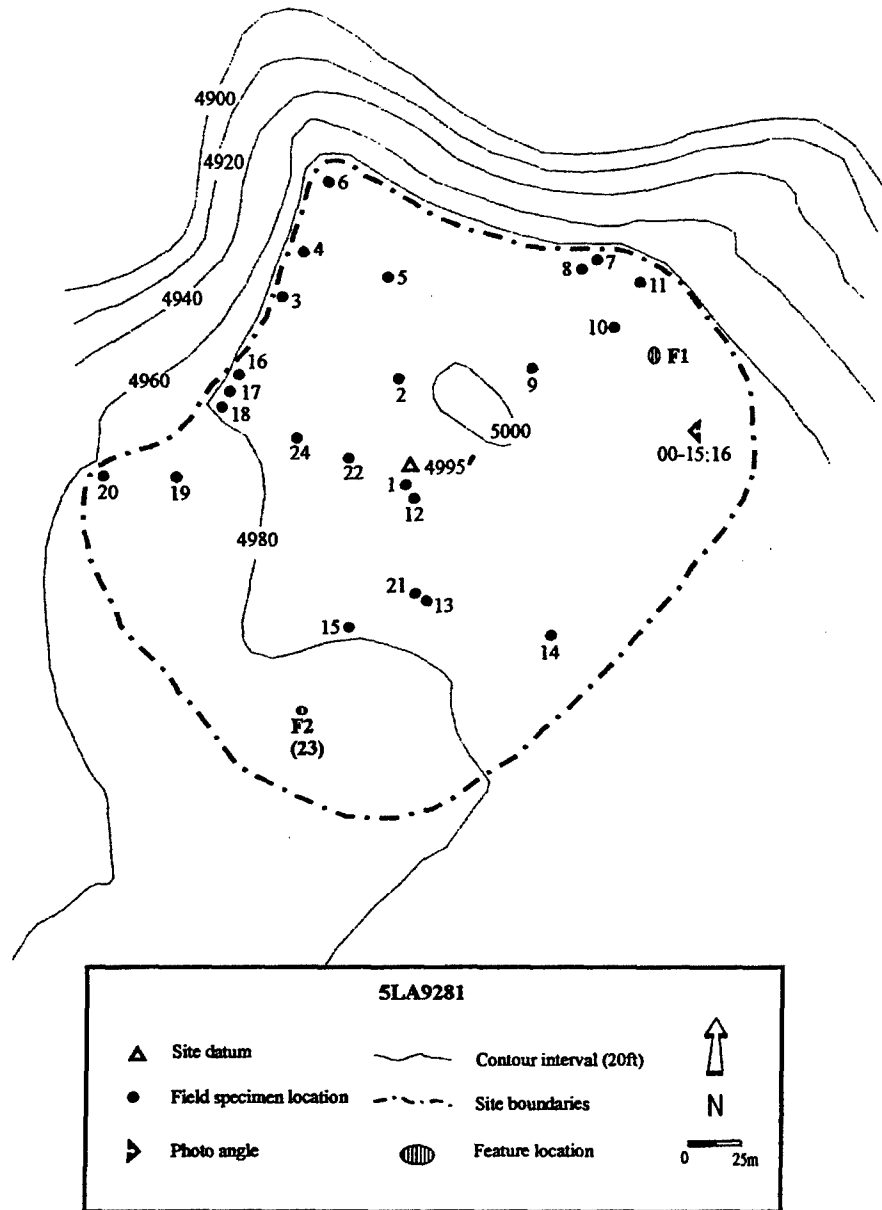 4900
4920
6
4
5
8 7
11
4940
3
10
F1
16
4960
17
2
9
18
5000
24
00-15:16
22
4995'
20
19
1
12
4980
21
13
15
14
F2
(23)
5LA9281
Site datum
Contour interval (20ft)
Field specimen location
Site boundaries
N
Photo angle
Feature location
0 25m